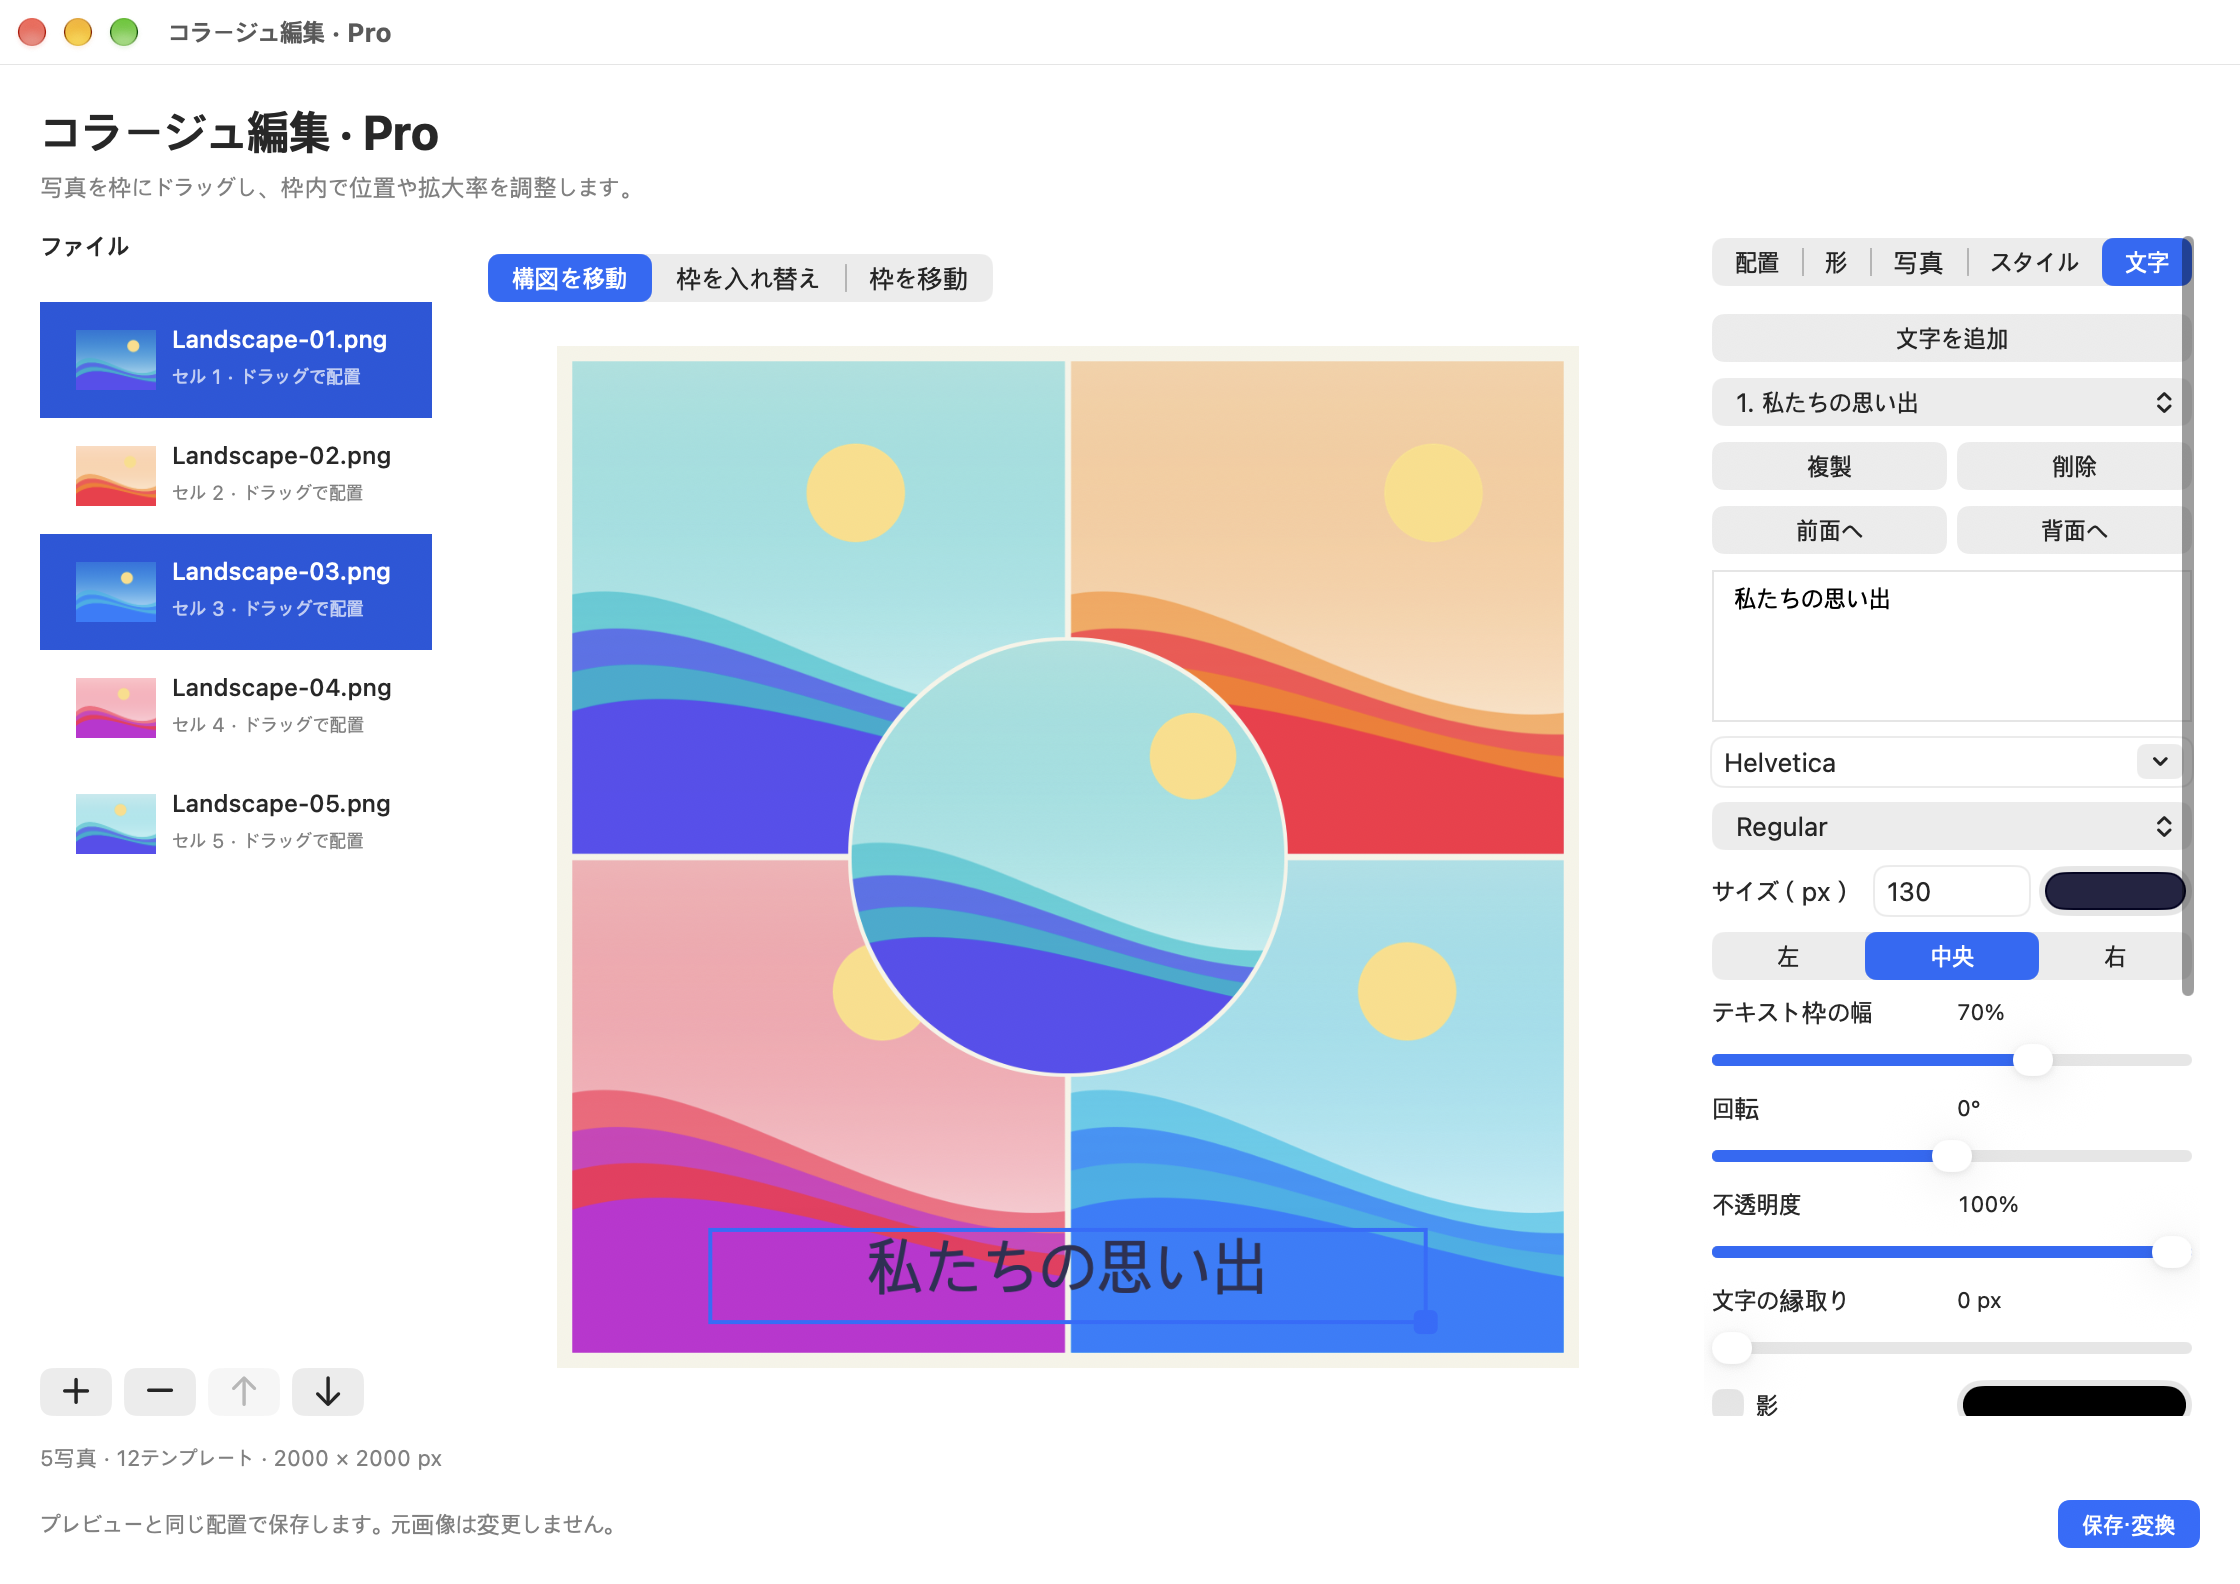 コラージュ編集 · Pro
コラージュ編集 · Pro
写真を枠にドラッグし、枠内で位置や拡大率を調整します。
ファイル
Landscape-01.png
セル 1 · ドラッグで配置
Landscape-02.png
セル 2 · ドラッグで配置
Landscape-03.png
セル 3 · ドラッグで配置
Landscape-04.png
セル 4 · ドラッグで配置
Landscape-05.png
セル 5 · ドラッグで配置
5写真 · 12テンプレート · 2000 × 2000 px
プレビューと同じ配置で保存します。元画像は変更しません。
構図を移動 枠を入れ替え 枠を移動
私たちの思い出
配置 形 写真 スタイル 文字
文字を追加
1. 私たちの思い出
複製 削除
前面へ 背面へ
私たちの思い出
Helvetica
Regular
サイズ ( px ) 130
左 中央 右
テキスト枠の幅 70%
回転 0°
不透明度 100%
文字の縁取り 0 px
影
保存·変換